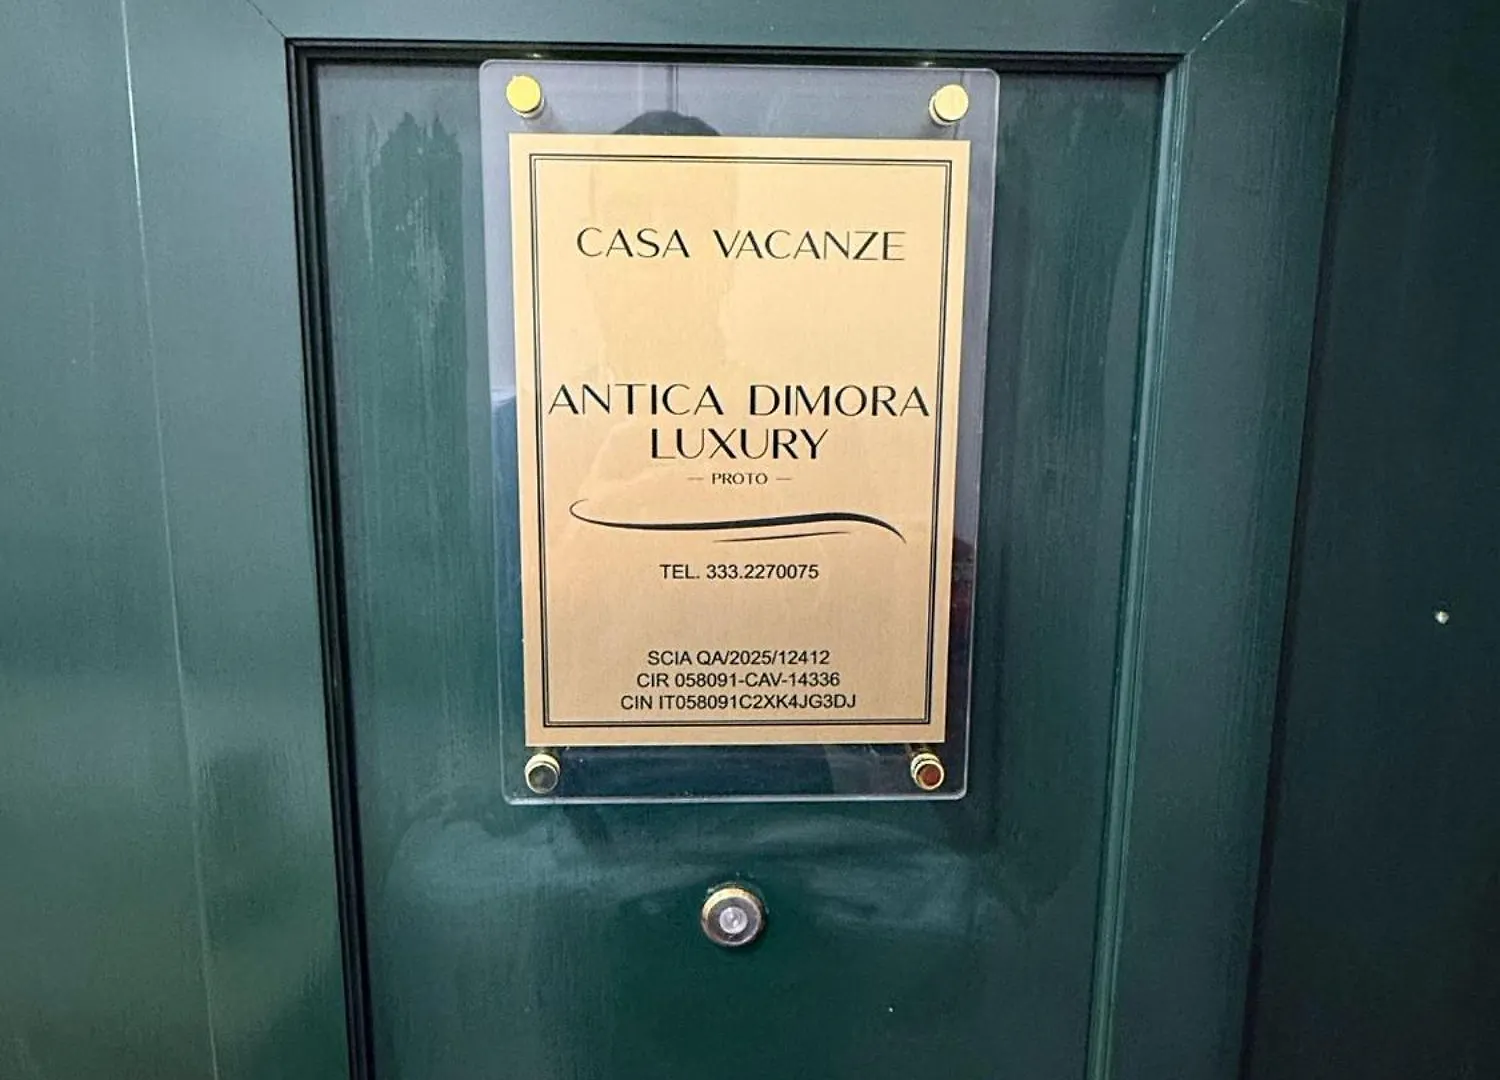 CASA VACANZE
ANTICA DIMORA
LUXURY
— PROTO —
TEL. 333.2270075
SCIA QA/2025/12412
CIR 058091-CAV-14336
CIN IT058091C2XK4JG3DJ